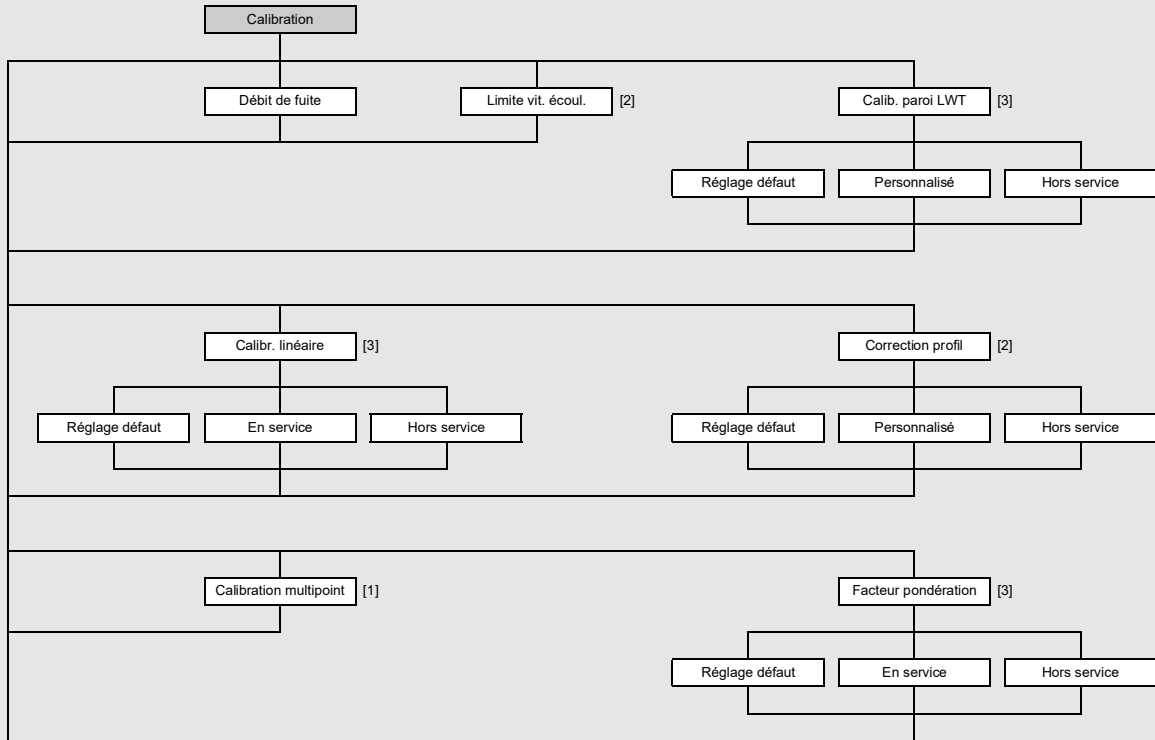 Calibration
Débit de fuite
Limite vit. écoul. [2]
Calib. paroi LWT [3]
Réglage défaut
Personnalisé
Hors service
Calibr. linéaire [3]
Correction profil [2]
Réglage défaut
En service
Hors service
Réglage défaut
Personnalisé
Hors service
Calibration multipoint [1]
Facteur pondération [3]
Réglage défaut
En service
Hors service